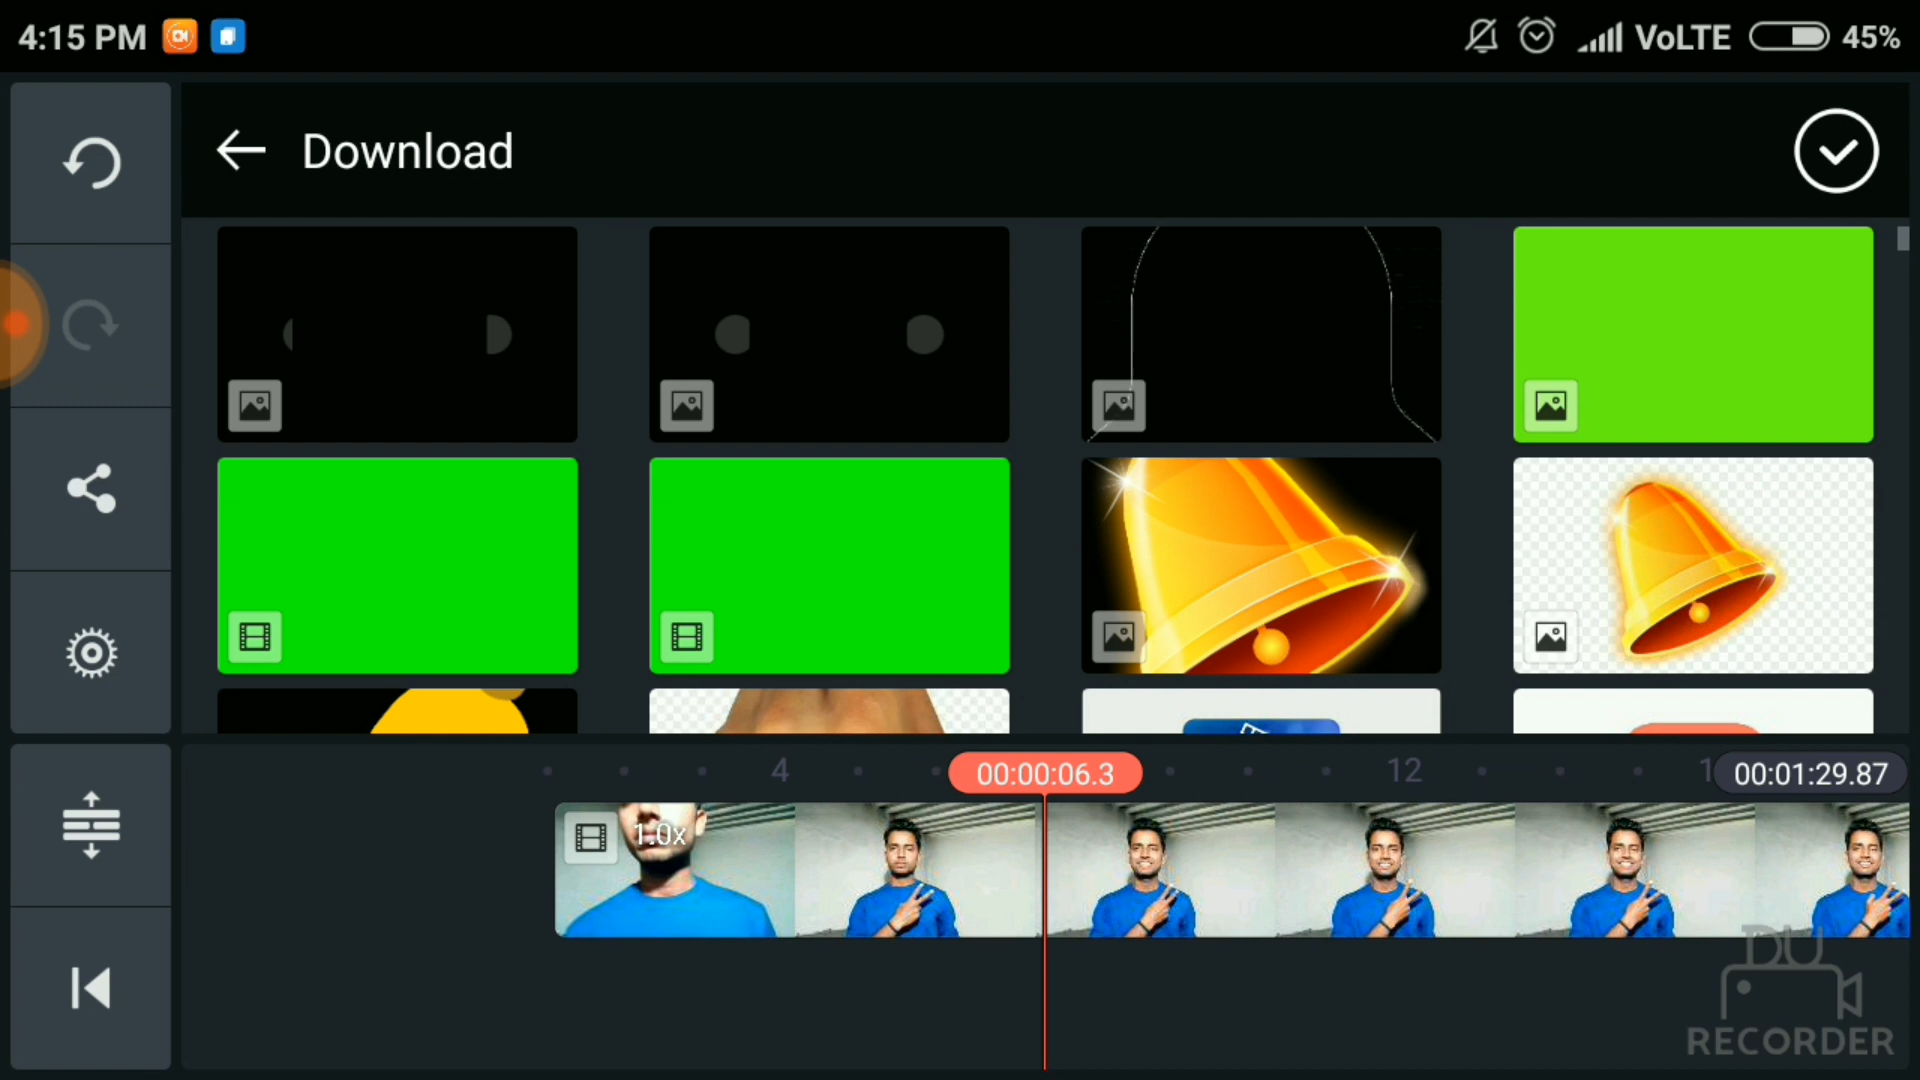 4:15 PM
VoLTE 45%
Download
4
00:00:06.3
12
1
00:01:29.87
1.0x
DU
RECORDER